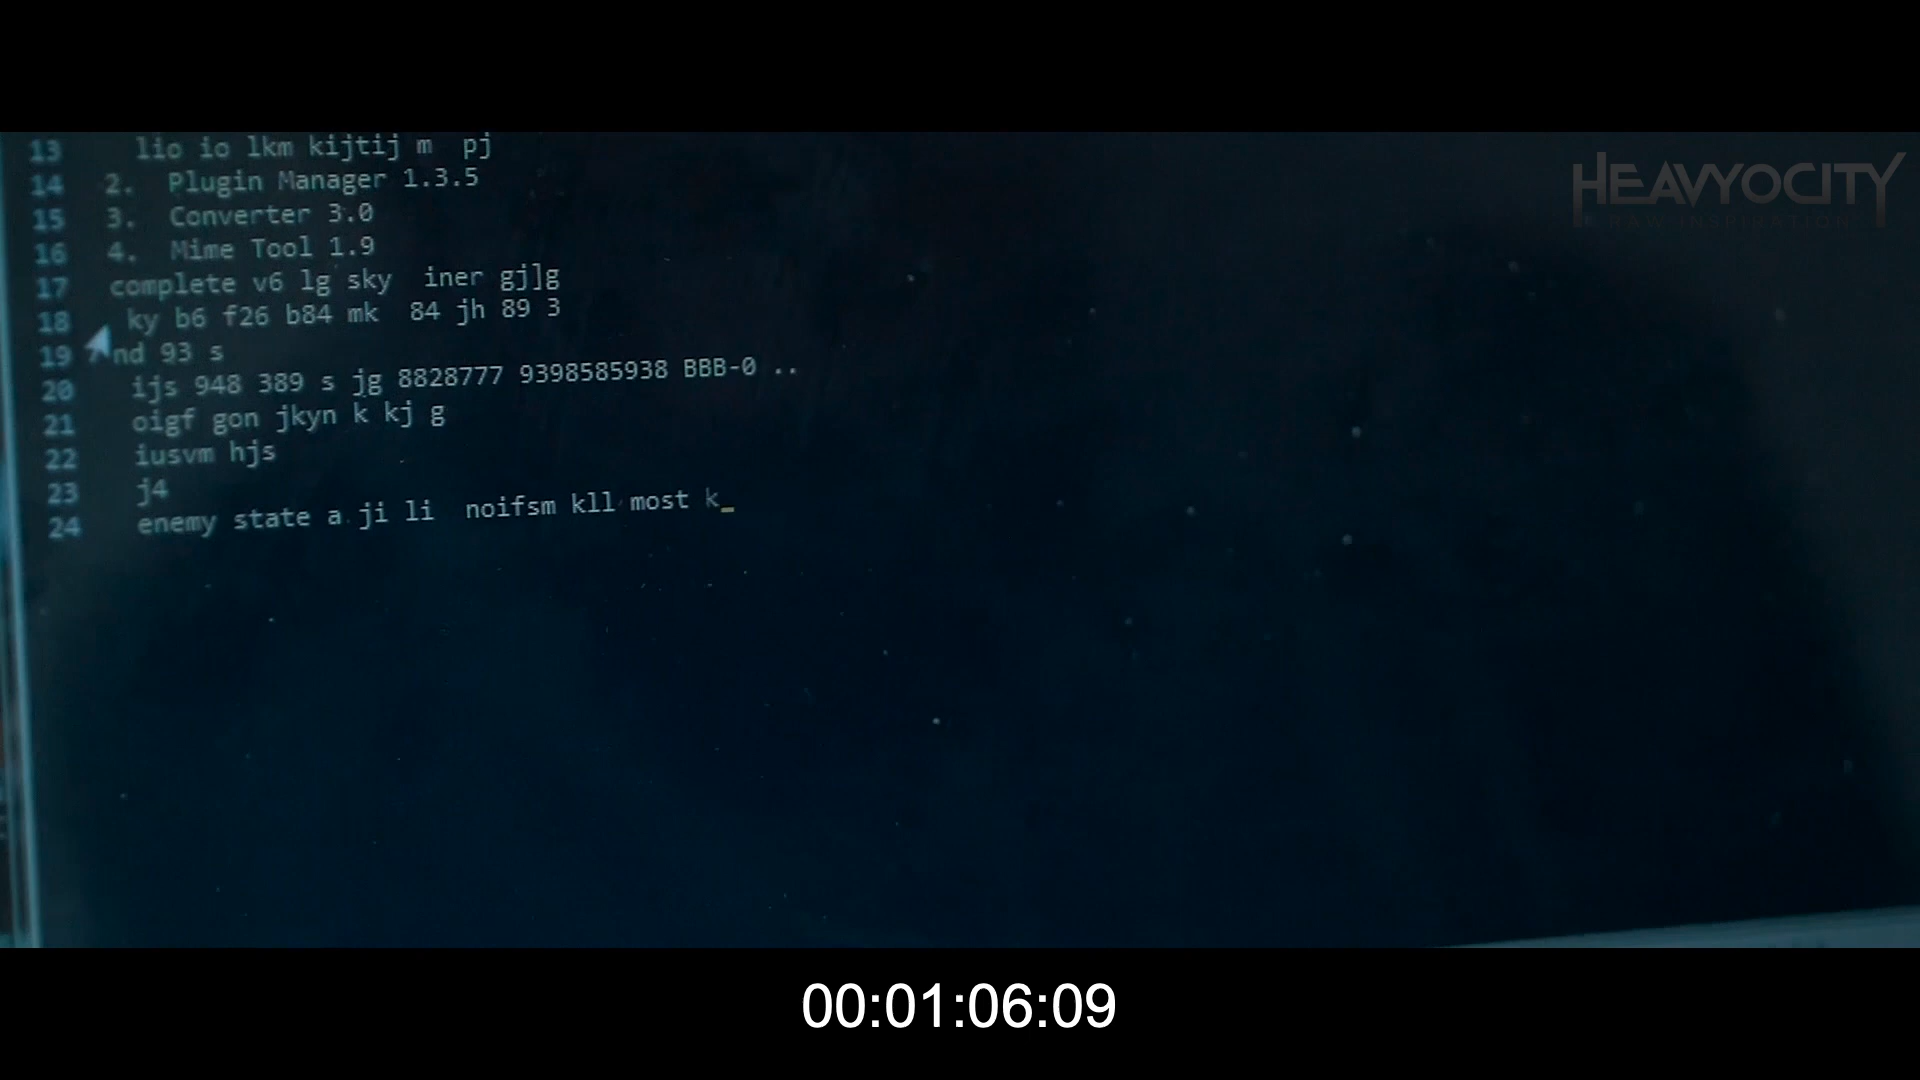 13 lio io lkm kijtij m pj
14 2. Plugin Manager 1.3.5
15 3. Converter 3.0
16 4. Mime Tool 1.9
17 complete v6 lg sky iner gj]g
18 ky b6 f26 b84 mk 84 jh 89 3
19 nd 93 s
20 ijs 948 389 s jg 8828777 9398585938 BBB-0 ..
21 oigf gon jkyn k kj g
22 iusvm hjs
23 j4
24 enemy state a ji li noifsm kll most k_
HEAVYOCITY
RAW INSPIRATION
00:01:06:09